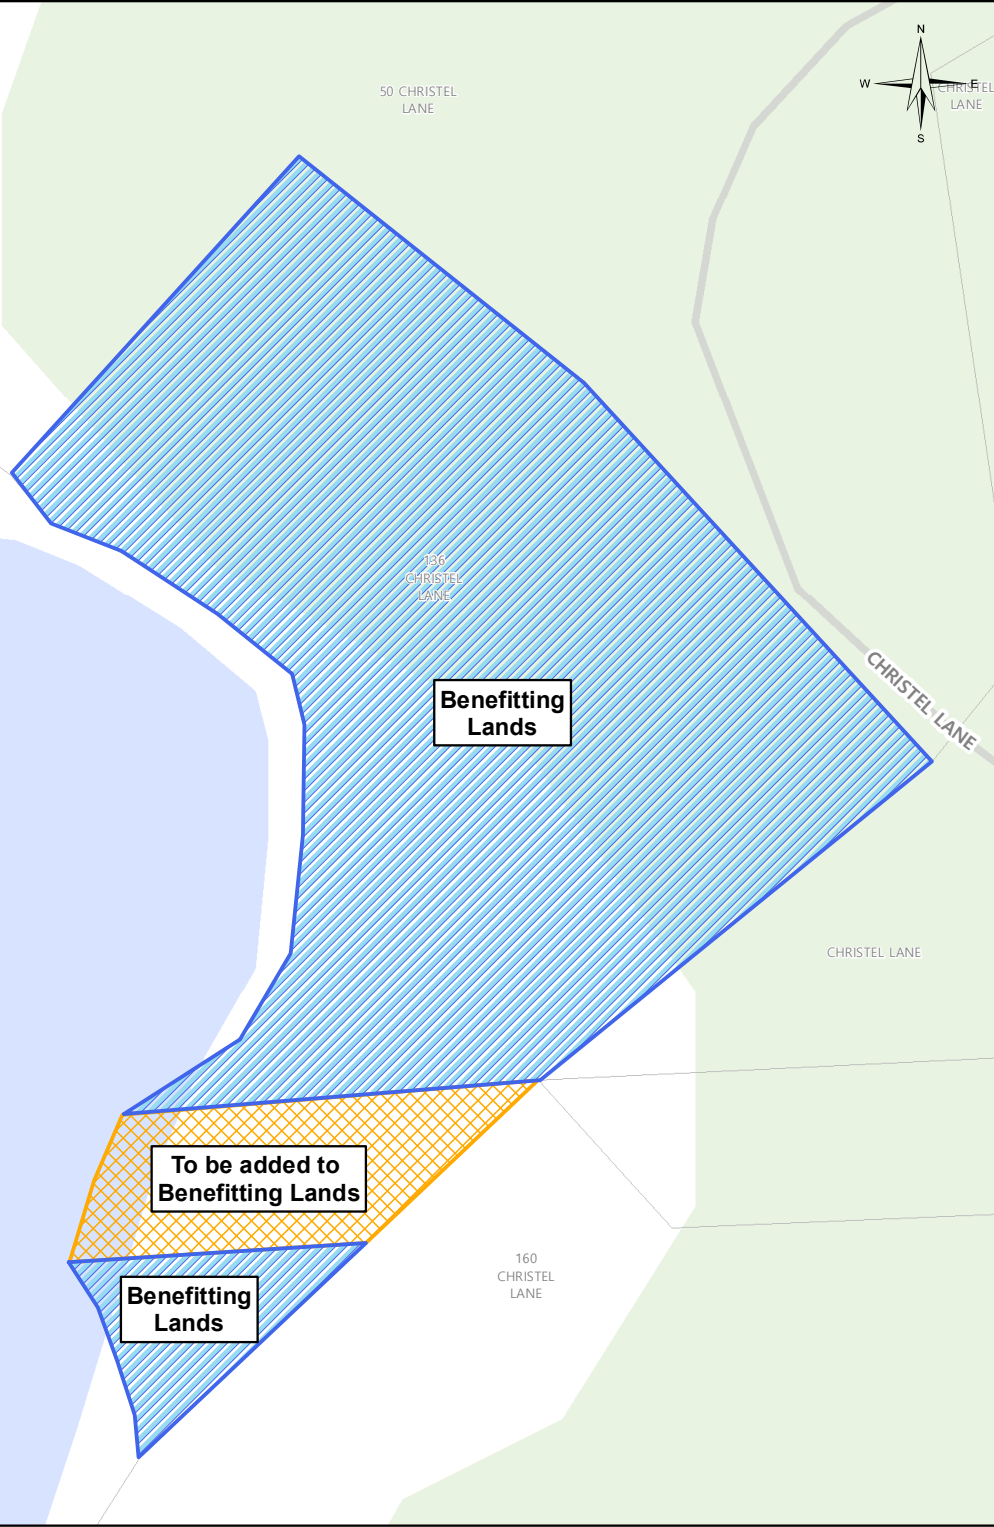 N
W
E
S
50 CHRISTEL
LANE
CHRISTEL
LANE
136
CHRISTEL
LANE
CHRISTEL LANE
Benefitting
Lands
CHRISTEL LANE
To be added to
Benefitting Lands
160
CHRISTEL
LANE
Benefitting
Lands